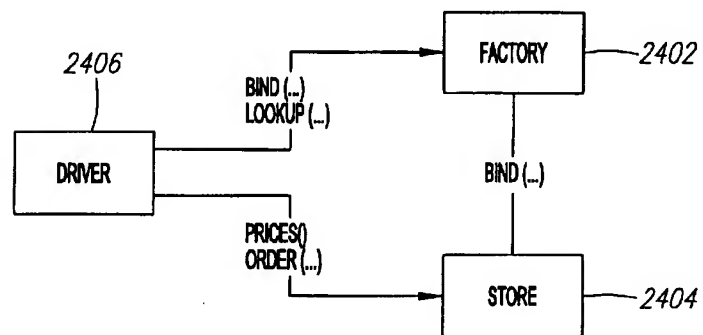 2406
FACTORY
2402
BIND (...)
LOOKUP (...)
DRIVER
BIND (...)
PRICES()
ORDER (...)
STORE
2404